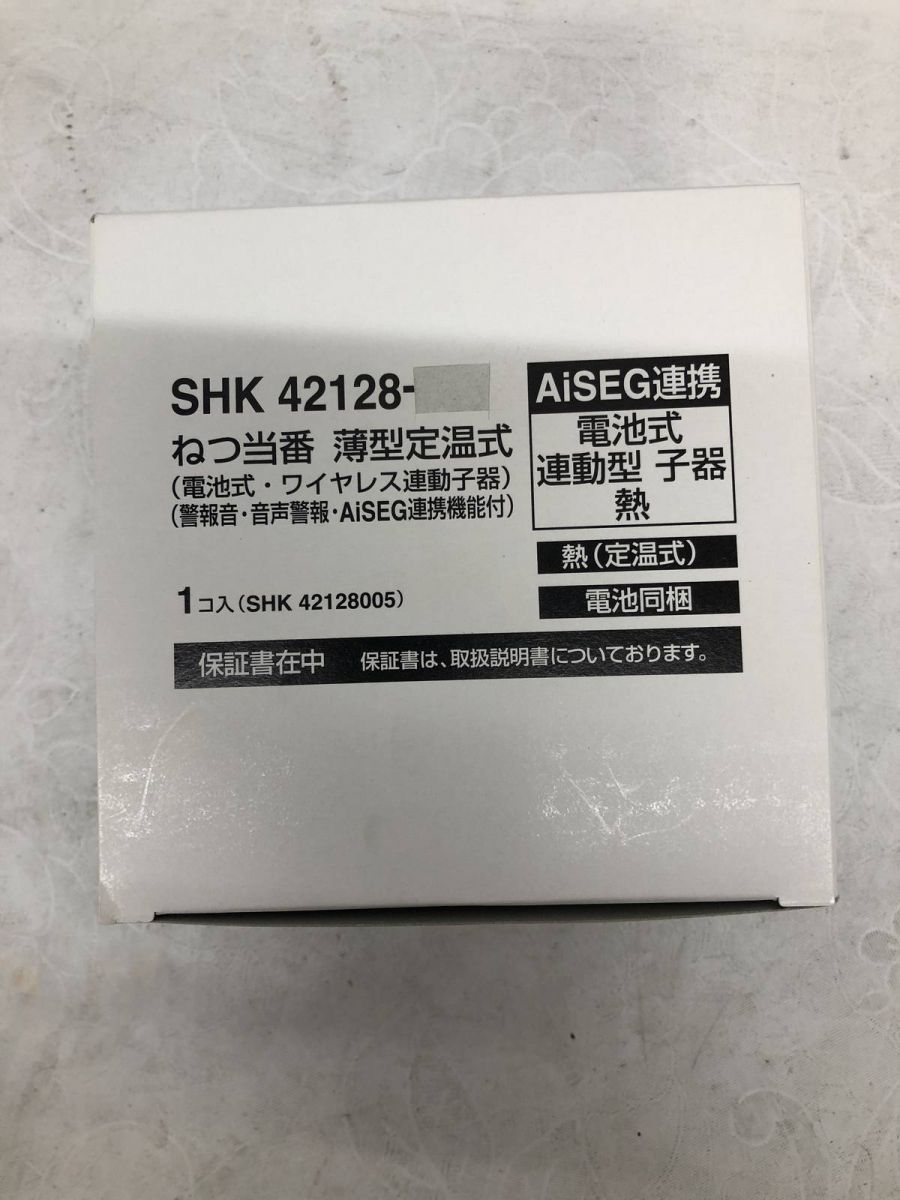 SHK 42128-
ねつ当番 薄型定温式
(電池式・ワイヤレス連動子器)
(警報音・音声警報・AiSEG連携機能付)
1コ入(SHK 42128005)
AiSEG連携
電池式
連動型 子器
熱
熱(定温式)
電池同梱
保証書在中 保証書は、取扱説明書についております。